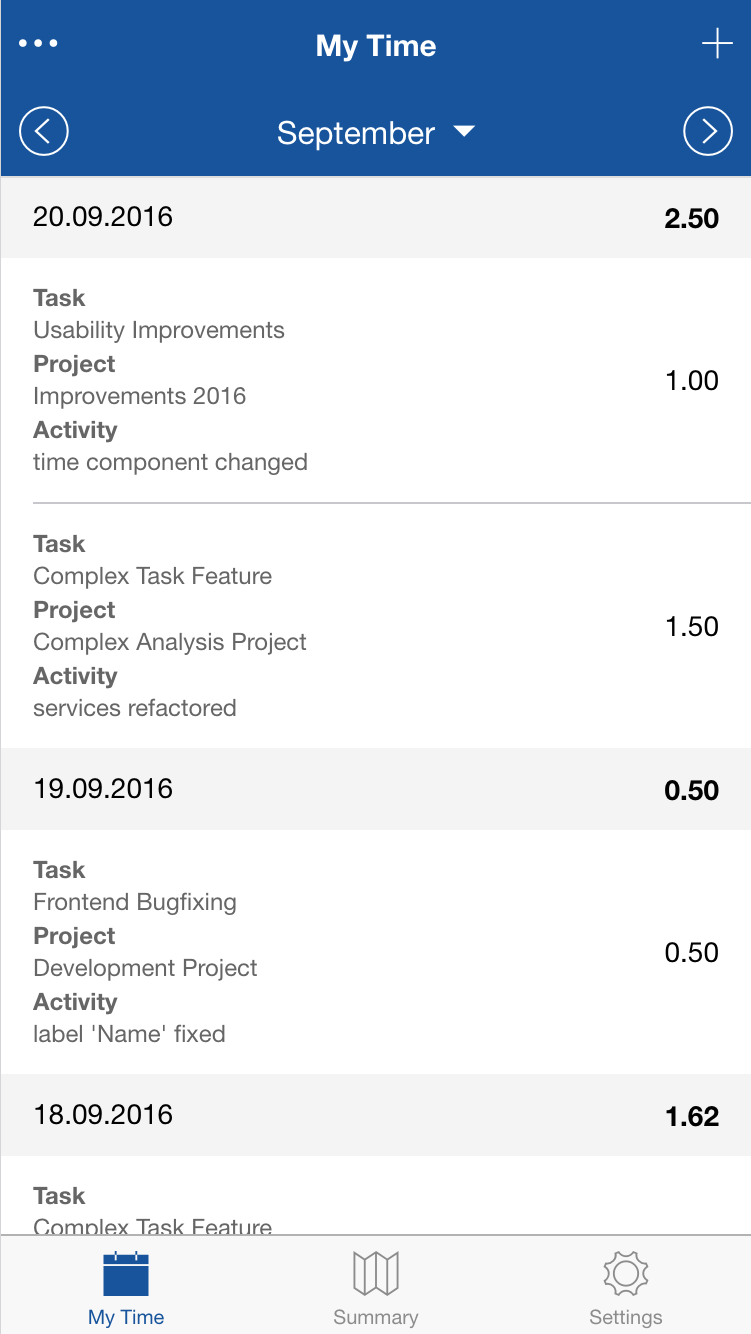 My Time
September
20.09.2016 2.50
Task
Usability Improvements
Project
Improvements 2016
1.00
Activity
time component changed
Task
Complex Task Feature
Project
Complex Analysis Project
1.50
Activity
services refactored
19.09.2016 0.50
Task
Frontend Bugfixing
Project
Development Project
0.50
Activity
label 'Name' fixed
18.09.2016 1.62
Task
Complex Task Feature
My Time Summary Settings